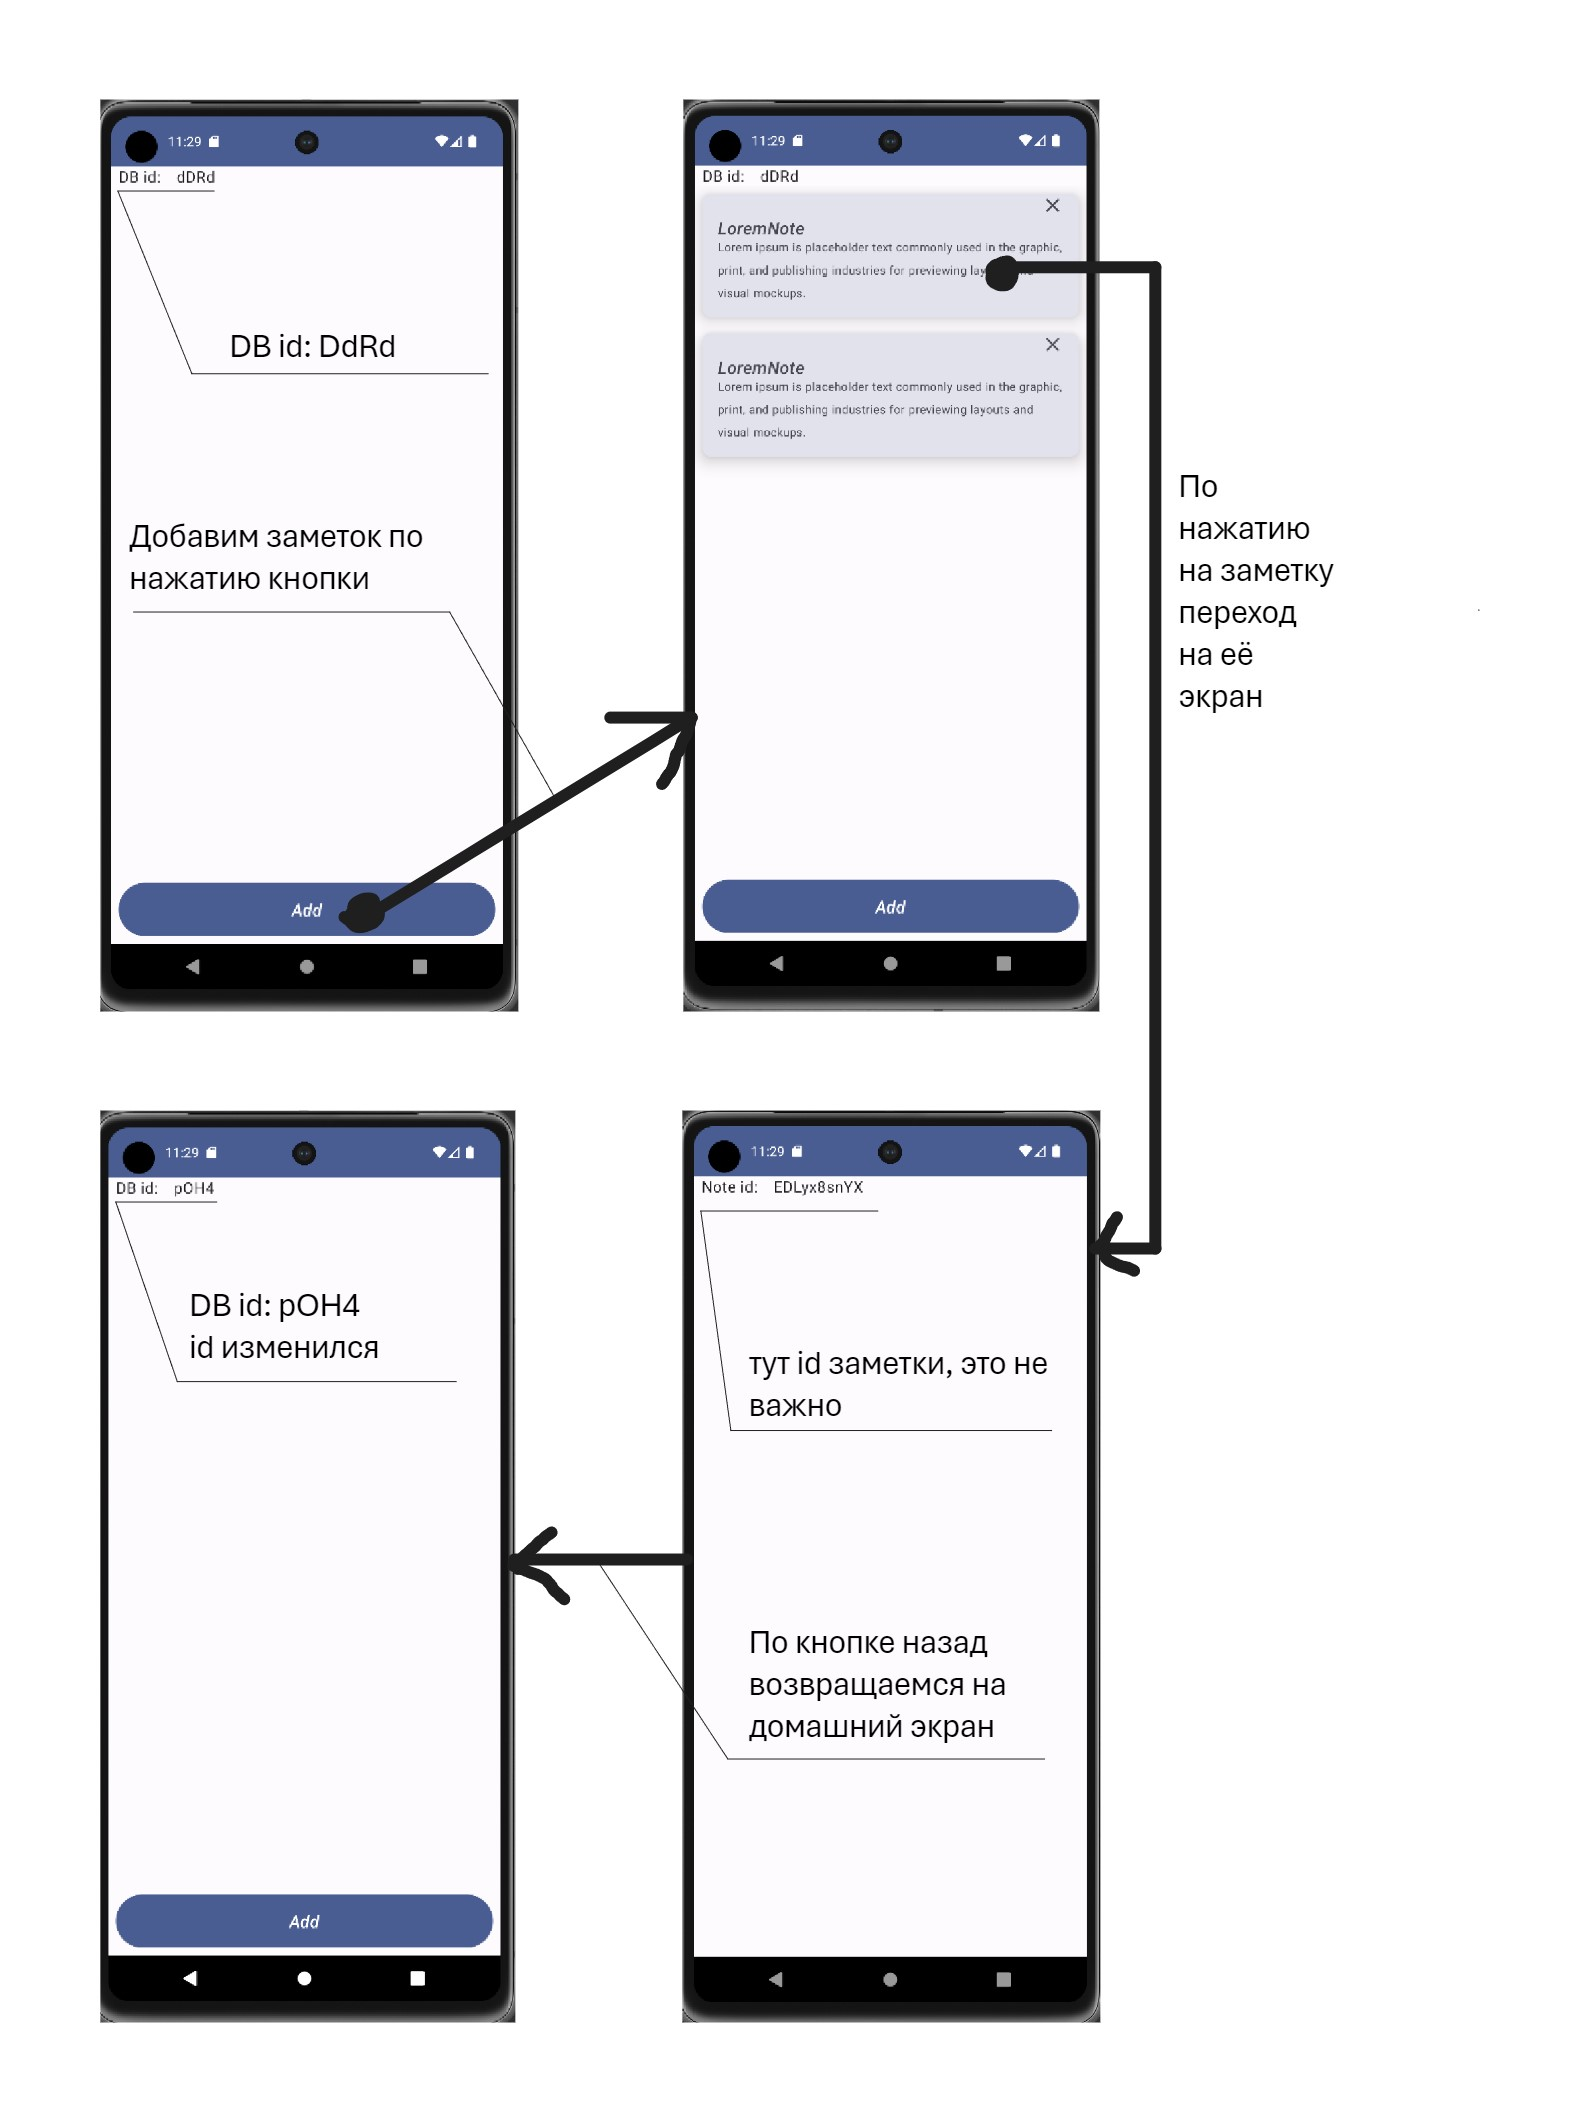 11:29
DB id: dDRd
DB id: DdRd
Добавим заметок по
нажатию кнопки
Add
11:29
DB id: dDRd
LoremNote
Lorem ipsum is placeholder text commonly used in the graphic,
print, and publishing industries for previewing
visual mockups.
LoremNote
Lorem ipsum is placeholder text commonly used in the graphic,
print, and publishing industries for previewing layouts and
visual mockups.
Add
По
нажатию
на заметку
переход
на её
экран
11:29
DB id: pOH4
DB id: pOH4
id изменился
Add
11:29
Note id: EDLyx8snYX
тут id заметки, это не
важно
По кнопке назад
возвращаемся на
домашний экран